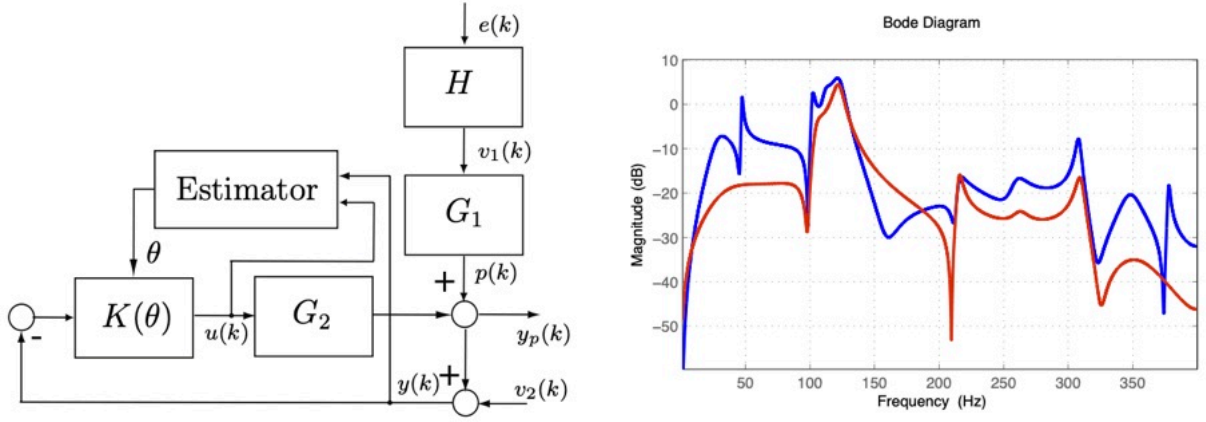 e(k)
H
v₁(k)
Estimator
G₁
θ
p(k)
+
K(θ)
u(k)
G₂
-
yₚ(k)
y(k)
+
v₂(k)
Bode Diagram
Magnitude (dB)
10
0
−10
−20
−30
−40
−50
50
100
150
200
250
300
350
Frequency (Hz)